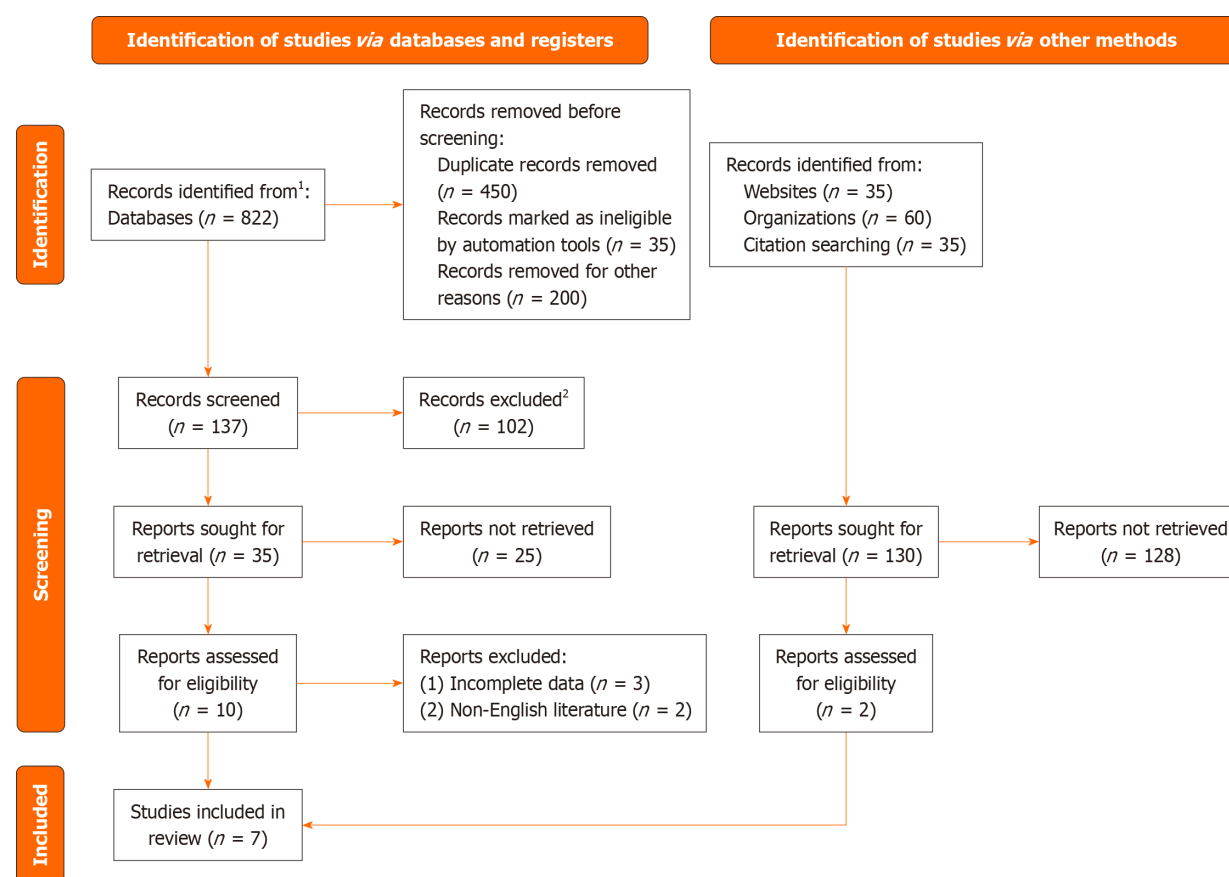 Identification of studies via databases and registers
Identification of studies via other methods
Identification
Records identified from1:
Databases (n = 822)
Records removed before
screening:
Duplicate records removed
(n = 450)
Records marked as ineligible
by automation tools (n = 35)
Records removed for other
reasons (n = 200)
Records identified from:
Websites (n = 35)
Organizations (n = 60)
Citation searching (n = 35)
Screening
Records screened
(n = 137)
Records excluded2
(n = 102)
Reports sought for
retrieval (n = 35)
Reports not retrieved
(n = 25)
Reports sought for
retrieval (n = 130)
Reports not retrieved
(n = 128)
Reports assessed
for eligibility
(n = 10)
Reports excluded:
(1) Incomplete data (n = 3)
(2) Non-English literature (n = 2)
Reports assessed
for eligibility
(n = 2)
Included
Studies included in
review (n = 7)